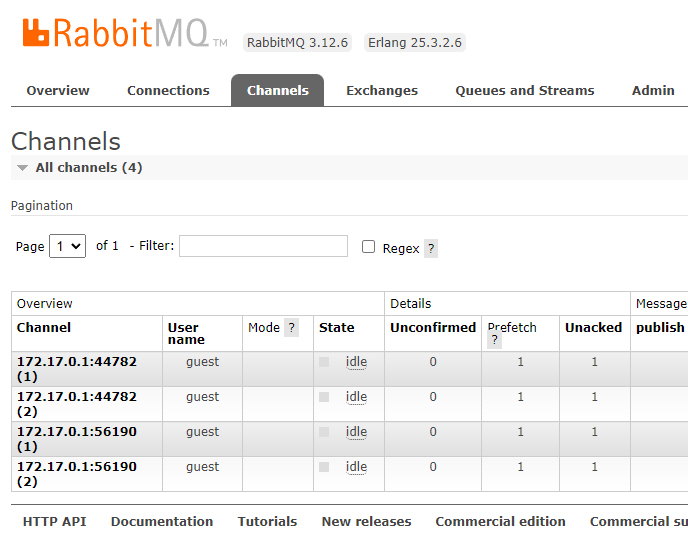 RabbitMQ TM RabbitMQ 3.12.6 Erlang 25.3.2.6
Overview Connections Channels Exchanges Queues and Streams Admin
Channels
All channels (4)
Pagination
Page 1 of 1 - Filter: Regex ?
Overview Details Message
Channel User name Mode ? State Unconfirmed Prefetch ? Unacked publish
172.17.0.1:44782 (1) guest idle 0 1 1
172.17.0.1:44782 (2) guest idle 0 1 1
172.17.0.1:56190 (1) guest idle 0 1 1
172.17.0.1:56190 (2) guest idle 0 1 1
HTTP API Documentation Tutorials New releases Commercial edition Commercial su